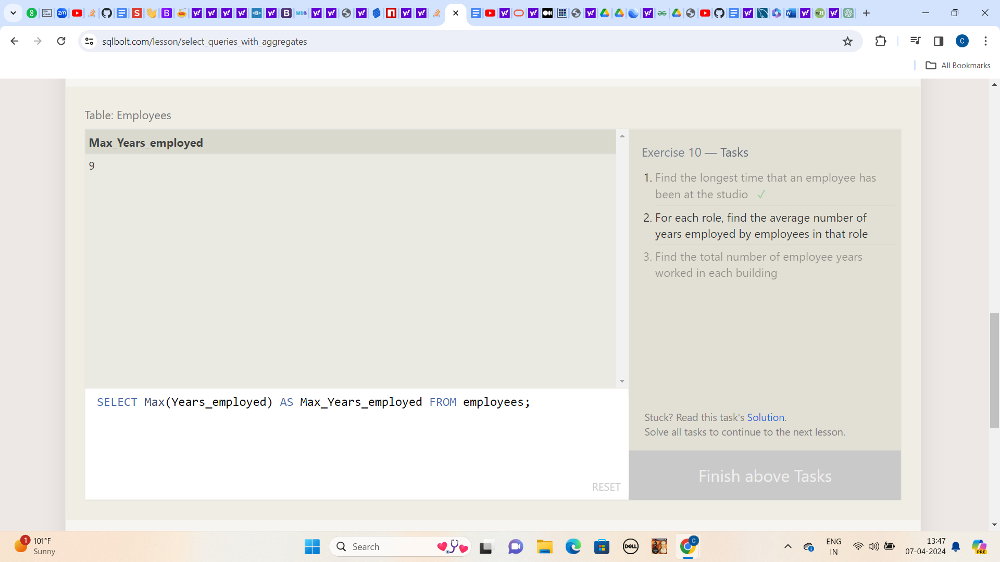 sqlbolt.com/lesson/select_queries_with_aggregates
All Bookmarks
Table: Employees
Max_Years_employed
9
SELECT Max(Years_employed) AS Max_Years_employed FROM employees;
RESET
Exercise 10 — Tasks
1. Find the longest time that an employee has
been at the studio ✓
2. For each role, find the average number of
years employed by employees in that role
3. Find the total number of employee years
worked in each building
Stuck? Read this task's Solution.
Solve all tasks to continue to the next lesson.
Finish above Tasks
1
101°F
Sunny
Search
DELL
C
ENG
IN
13:47
07-04-2024
PRE